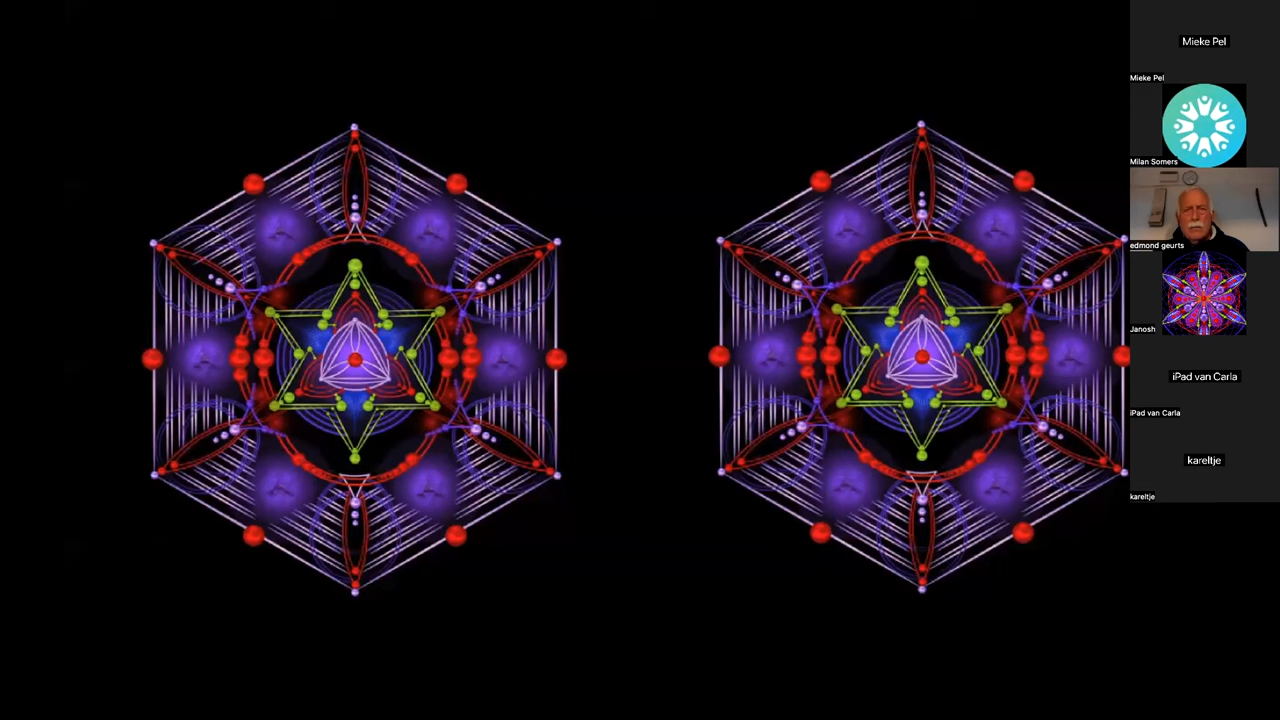 Mieke Pel
Mieke Pel
Milan Somers
edmond geurts
Janosh
iPad van Carla
iPad van Carla
kareltje
kareltje